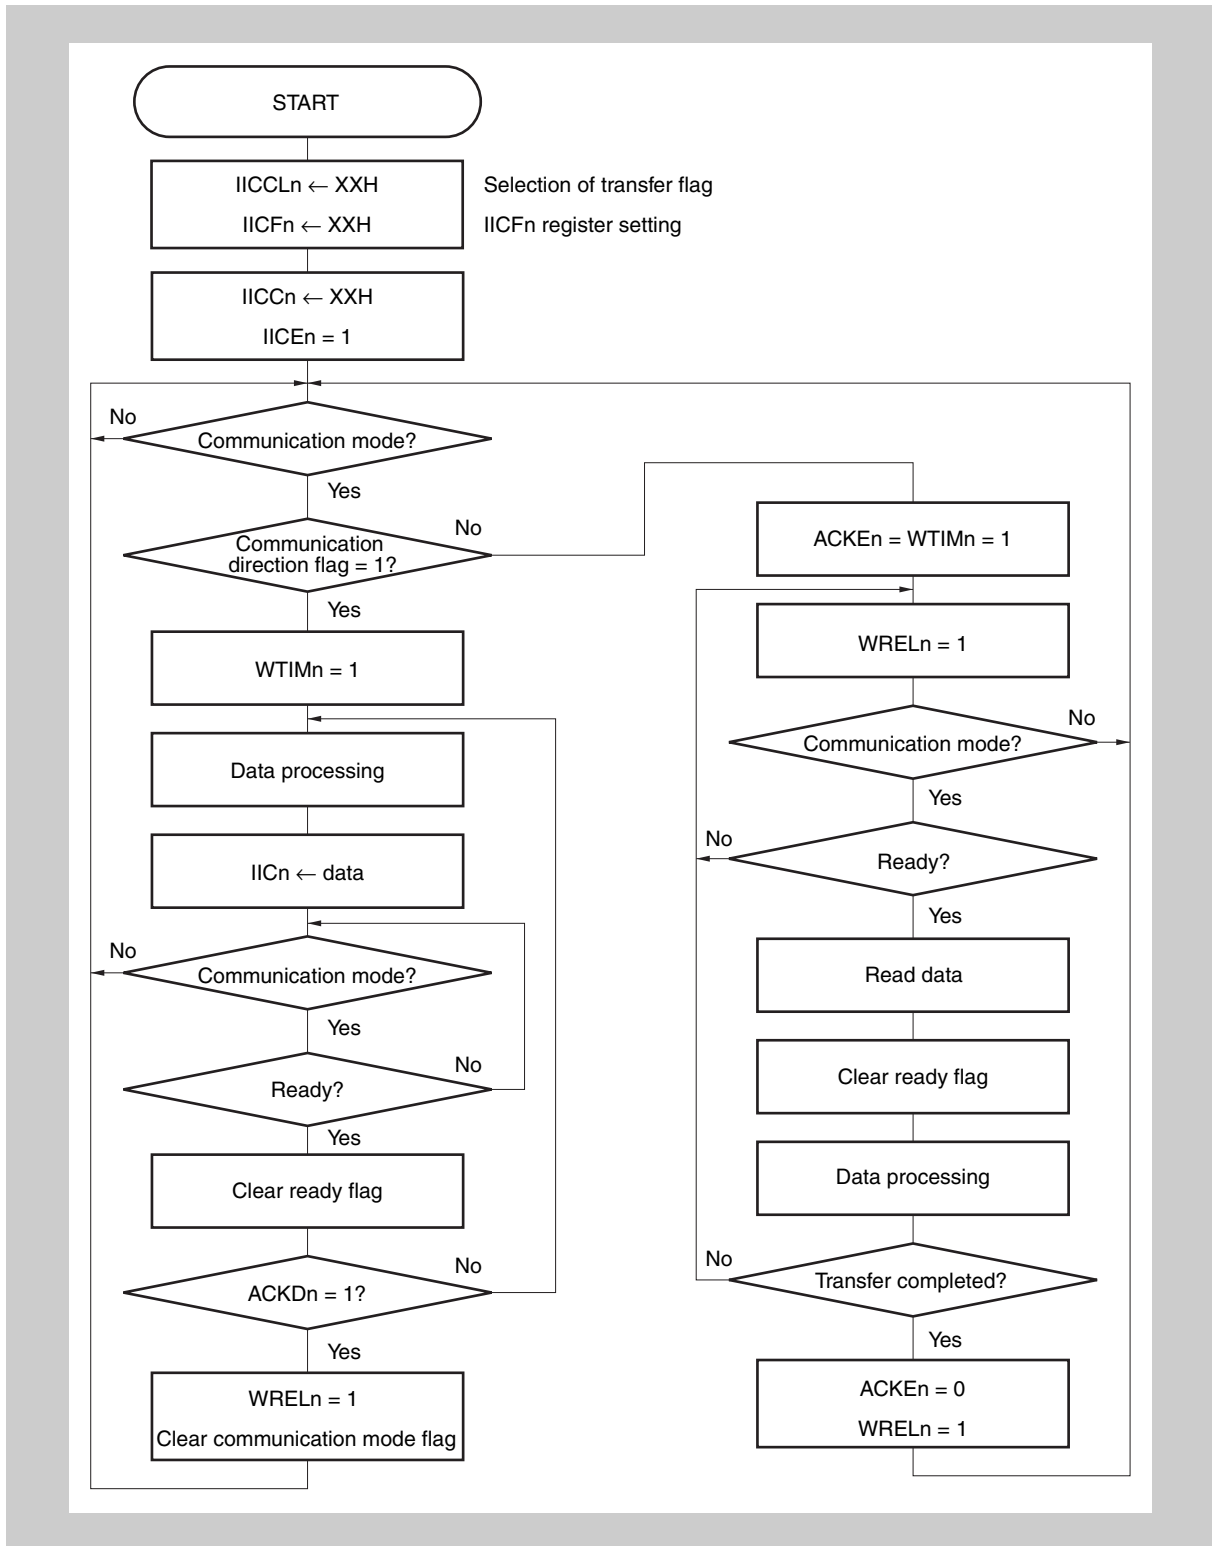 START
IICCLn ← XXH
Selection of transfer flag
IICFn ← XXH
IICFn register setting
IICCn ← XXH
IICEn = 1
No
Communication mode?
Yes
No
Communication
direction flag = 1?
Yes
WTIMn = 1
Data processing
IICn ← data
No
Communication mode?
Yes
No
Ready?
Yes
Clear ready flag
No
ACKDn = 1?
Yes
WRELn = 1
Clear communication mode flag
ACKEn = WTIMn = 1
WRELn = 1
No
Communication mode?
Yes
No
Ready?
Yes
Read data
Clear ready flag
Data processing
No
Transfer completed?
Yes
ACKEn = 0
WRELn = 1